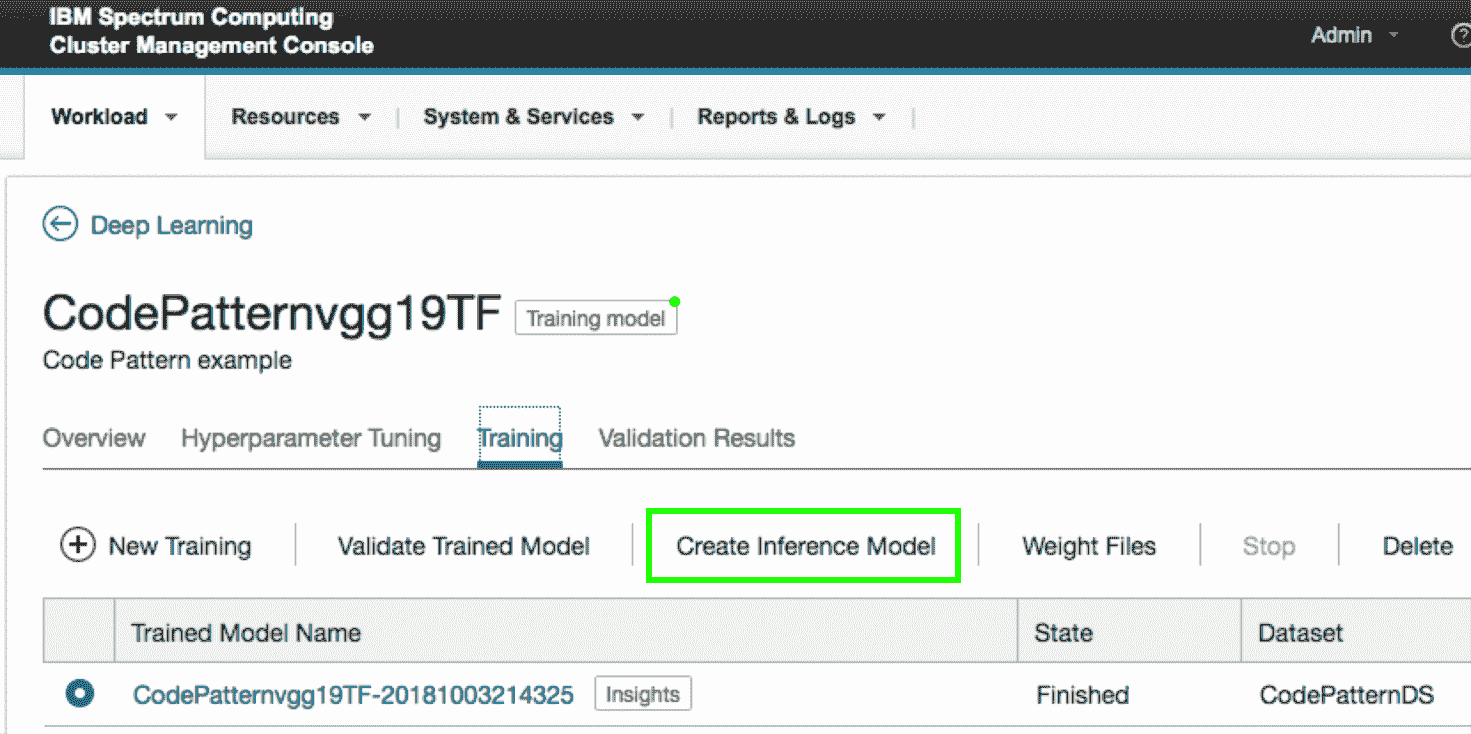 IBM Spectrum Computing
Cluster Management Console
Admin
?
Workload Resources System & Services Reports & Logs
Deep Learning
CodePatternvgg19TF Training model
Code Pattern example
Overview Hyperparameter Tuning Training Validation Results
New Training Validate Trained Model Create Inference Model Weight Files Stop Delete
Trained Model Name State Dataset
CodePatternvgg19TF-20181003214325 Insights Finished CodePatternDS